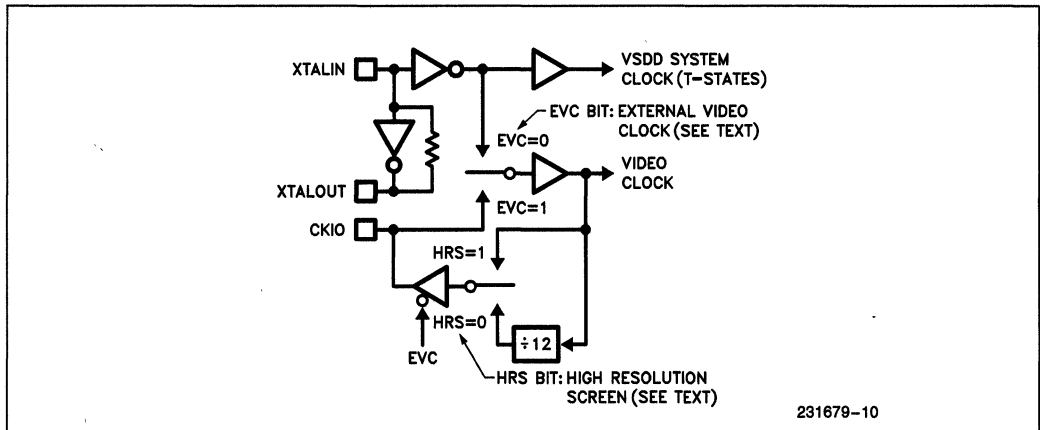 XTALIN
VSDD SYSTEM
CLOCK (T-STATES)
EVC BIT: EXTERNAL VIDEO
CLOCK (SEE TEXT)
EVC=0
XTALOUT
VIDEO
CLOCK
EVC=1
CKIO
HRS=1
HRS=0
÷12
EVC
HRS BIT: HIGH RESOLUTION
SCREEN (SEE TEXT)
231679-10